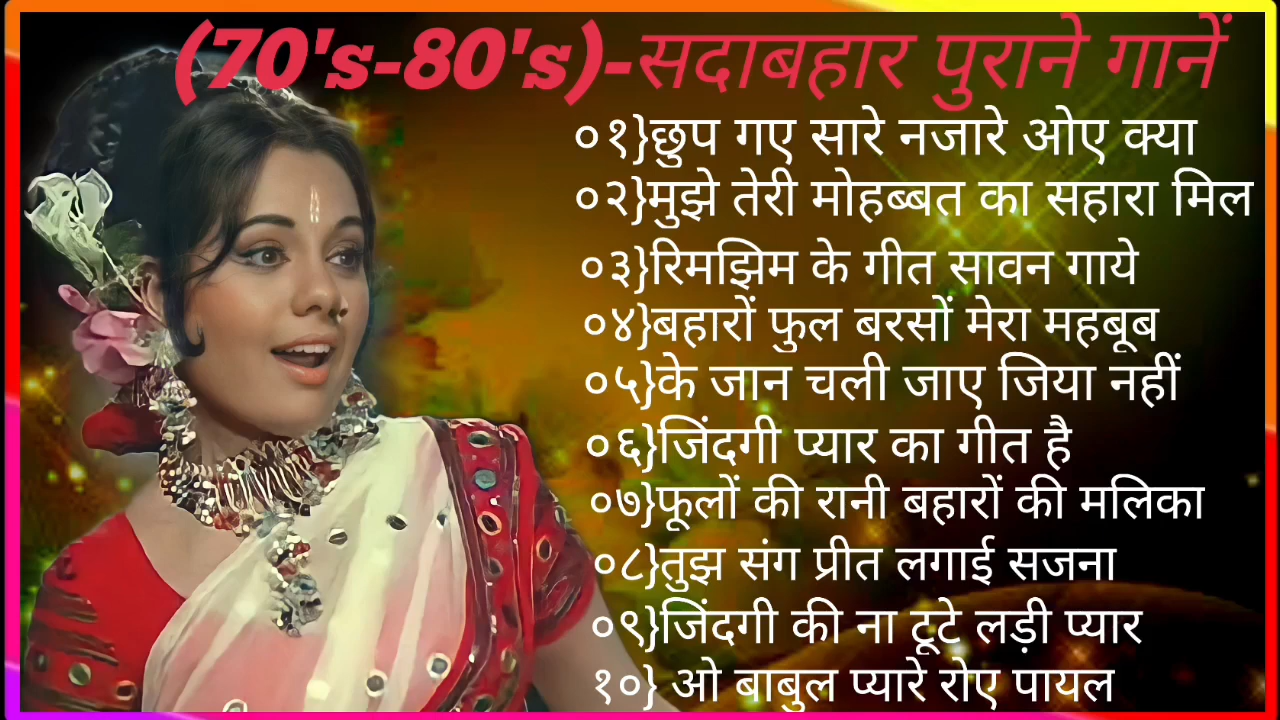 (70's-80's)-सदाबहार पुराने गानें
०१}छुप गए सारे नजारे ओए क्या
०२}मुझे तेरी मोहब्बत का सहारा मिल
०३}रिमझिम के गीत सावन गाये
०४}बहारों फुल बरसों मेरा महबूब
०५}के जान चली जाए जिया नहीं
०६}जिंदगी प्यार का गीत है
०७}फूलों की रानी बहारों की मलिका
०८}तुझ संग प्रीत लगाई सजना
०९}जिंदगी की ना टूटे लड़ी प्यार
१०} ओ बाबुल प्यारे रोए पायल